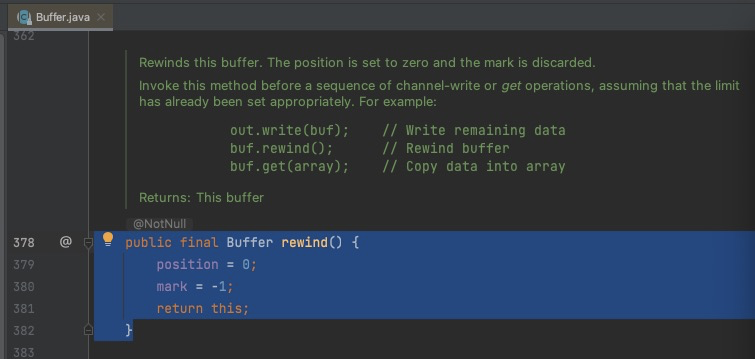 Buffer.java
362
Rewinds this buffer. The position is set to zero and the mark is discarded.
Invoke this method before a sequence of channel-write or get operations, assuming that the limit
has already been set appropriately. For example:
out.write(buf);    // Write remaining data
buf.rewind();      // Rewind buffer
buf.get(array);    // Copy data into array
Returns: This buffer
@NotNull
378 @ public final Buffer rewind() {
379 position = 0;
380 mark = -1;
381 return this;
382 }
383